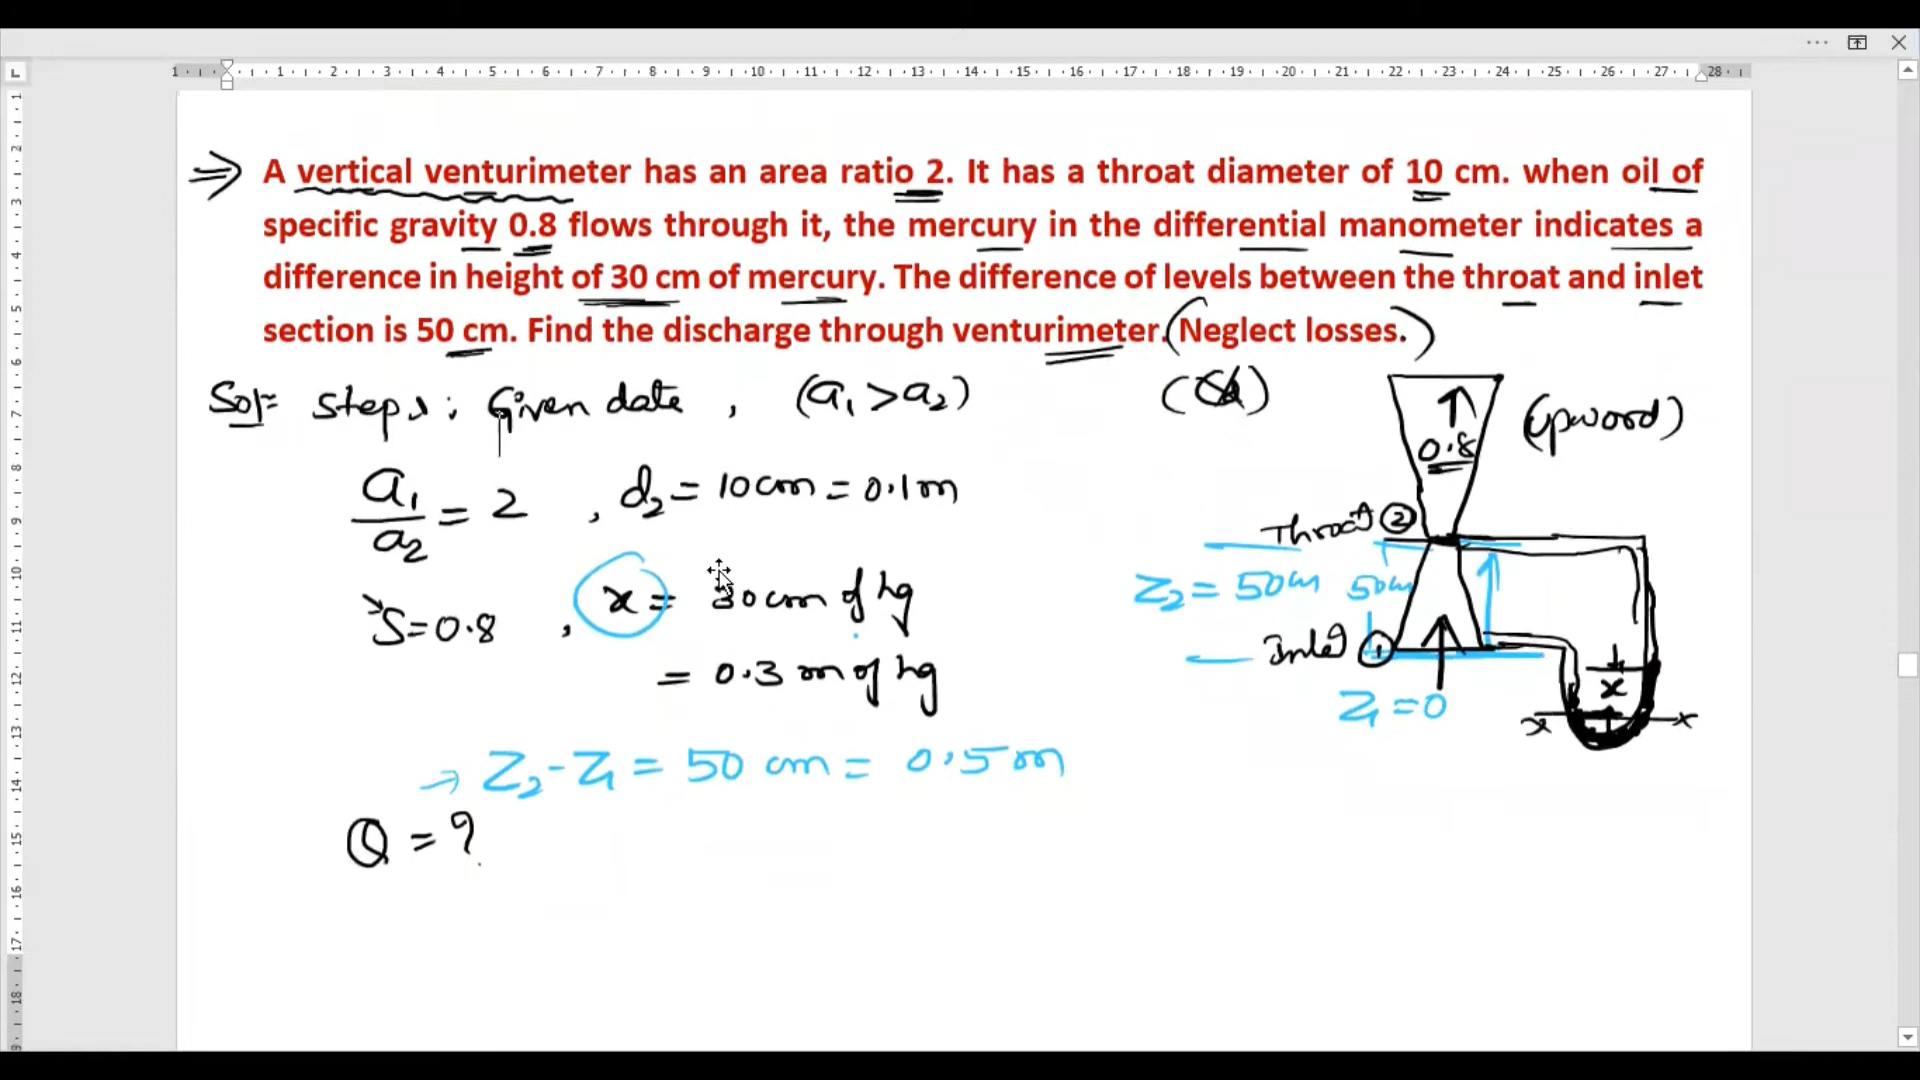 A vertical venturimeter has an area ratio 2. It has a throat diameter of 10 cm. when oil of
specific gravity 0.8 flows through it, the mercury in the differential manometer indicates a
difference in height of 30 cm of mercury. The difference of levels between the throat and inlet
section is 50 cm. Find the discharge through venturimeter. (Neglect losses.)
Sol= steps: Given date, (a1 > a2)
(upword)
0.8
a1/a2 = 2, d2 = 10cm = 0.1m
Throat ②
Z2 = 50cm 50cm
S=0.8, x = 30cm of hg
Inlet ①
= 0.3 m of hg
x
Z1 = 0
x x
→ Z2-Z1 = 50 cm = 0.5m
Q = ?